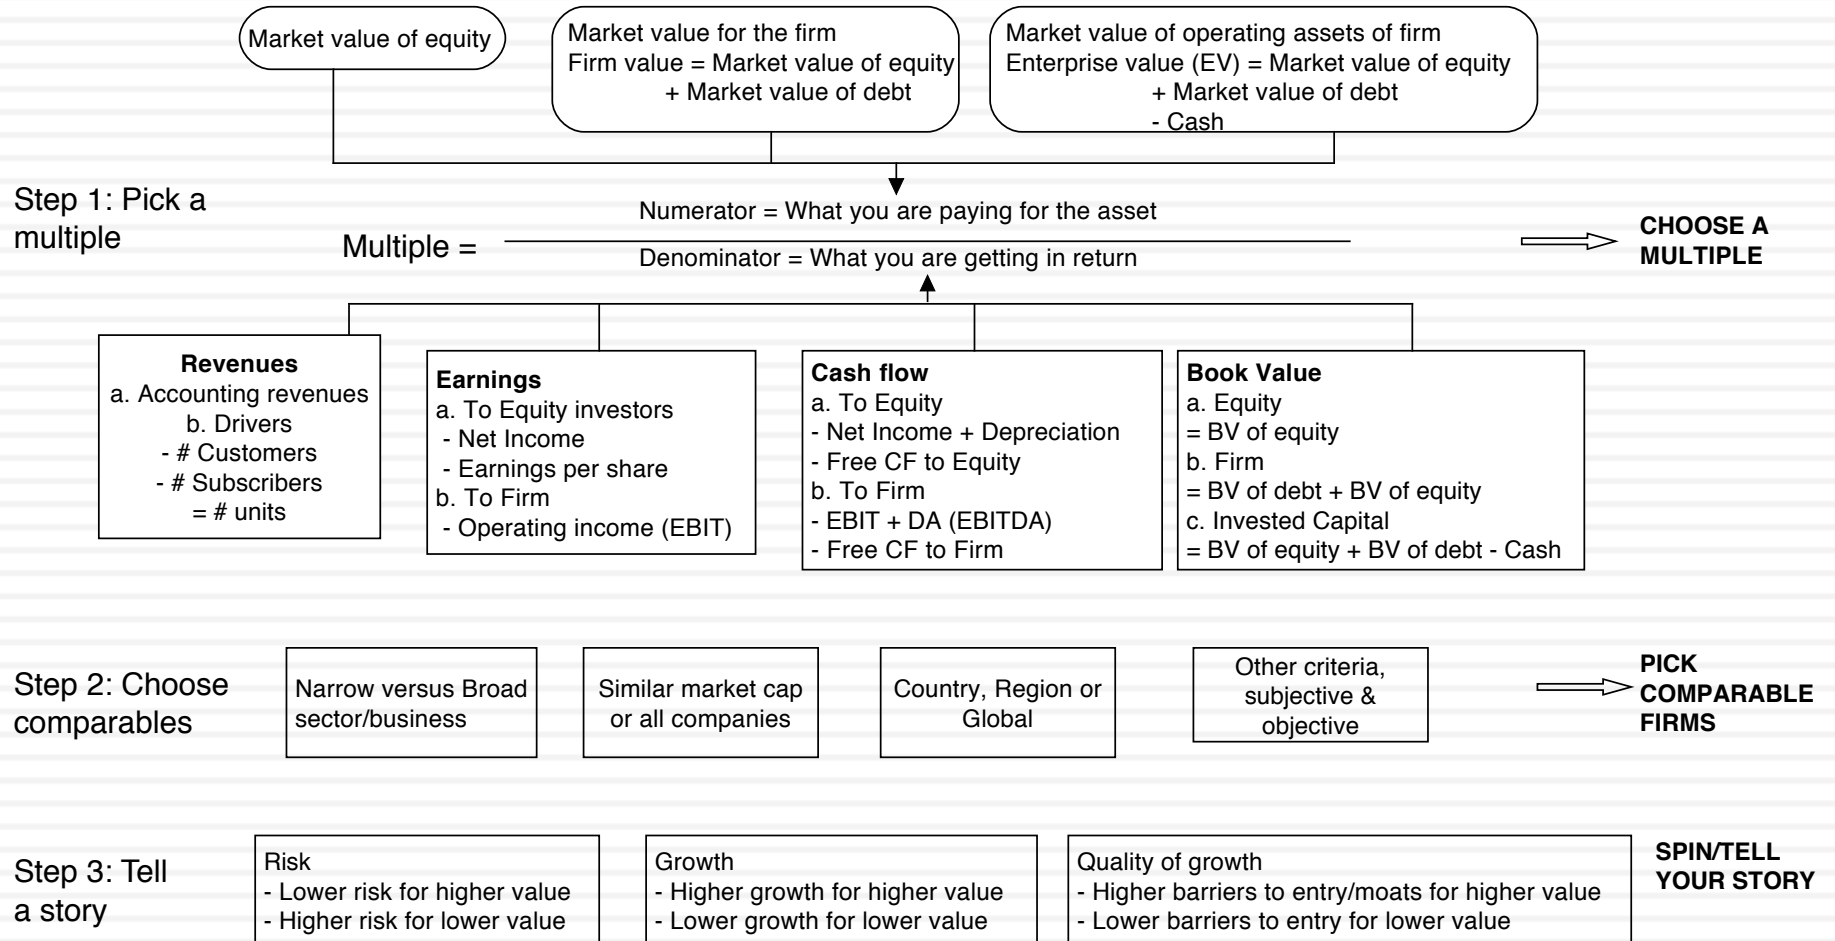 Market value of equity
Market value for the firm
Firm value = Market value of equity
+ Market value of debt
Market value of operating assets of firm
Enterprise value (EV) = Market value of equity
+ Market value of debt
- Cash
Step 1: Pick a
multiple
Multiple =
Numerator = What you are paying for the asset
Denominator = What you are getting in return
CHOOSE A
MULTIPLE
Revenues
a. Accounting revenues
b. Drivers
- # Customers
- # Subscribers
= # units
Earnings
a. To Equity investors
- Net Income
- Earnings per share
b. To Firm
- Operating income (EBIT)
Cash flow
a. To Equity
- Net Income + Depreciation
- Free CF to Equity
b. To Firm
- EBIT + DA (EBITDA)
- Free CF to Firm
Book Value
a. Equity
= BV of equity
b. Firm
= BV of debt + BV of equity
c. Invested Capital
= BV of equity + BV of debt - Cash
Step 2: Choose
comparables
Narrow versus Broad
sector/business
Similar market cap
or all companies
Country, Region or
Global
Other criteria,
subjective &
objective
PICK
COMPARABLE
FIRMS
Step 3: Tell
a story
Risk
- Lower risk for higher value
- Higher risk for lower value
Growth
- Higher growth for higher value
- Lower growth for lower value
Quality of growth
- Higher barriers to entry/moats for higher value
- Lower barriers to entry for lower value
SPIN/TELL
YOUR STORY